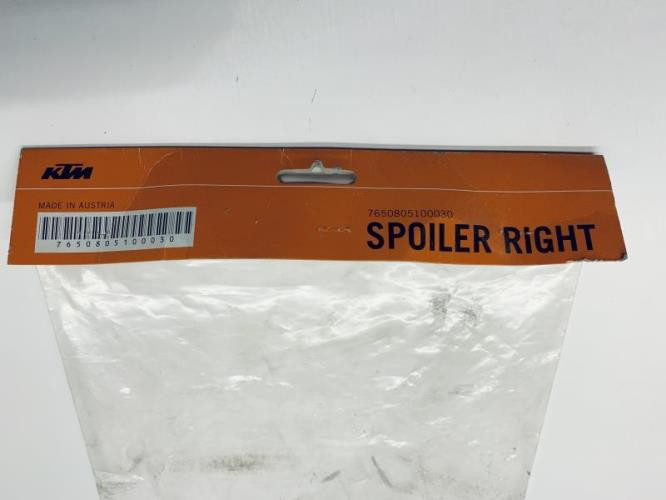 KTM
MADE IN AUSTRIA
7650805100030
7650805100030
SPOILER RiGHT